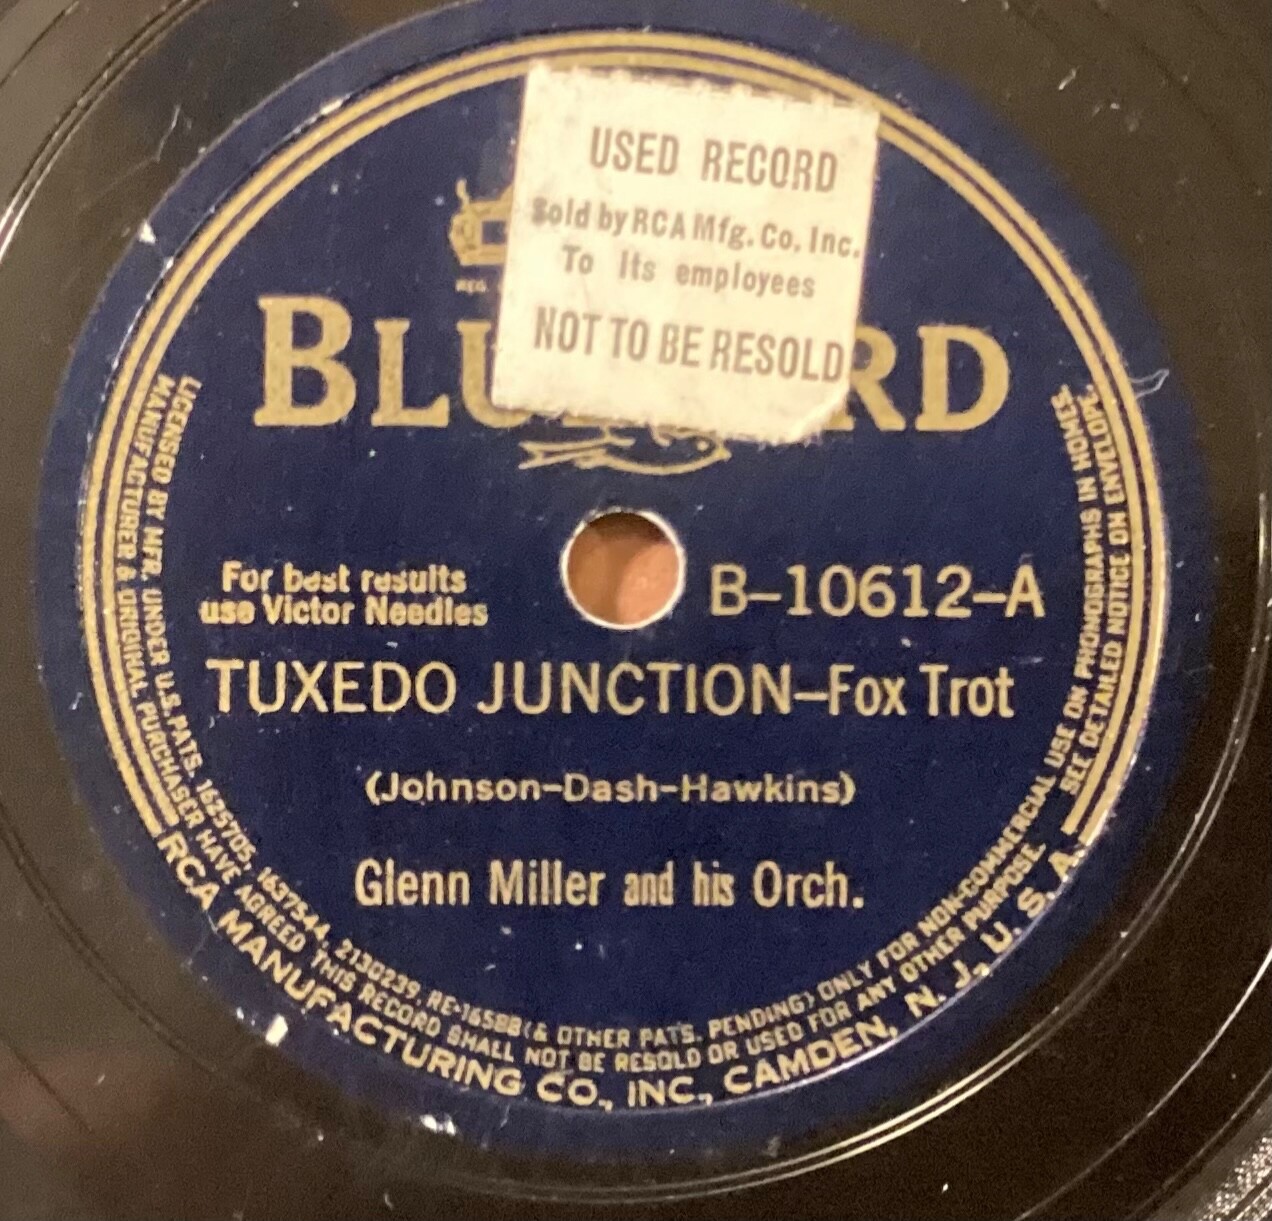 USED RECORD
Sold by RCA Mfg. Co. Inc.
To Its employees
NOT TO BE RESOLD
REG.
BLU RD
For best results
use Victor Needles
B-10612-A
TUXEDO JUNCTION-Fox Trot
(Johnson-Dash-Hawkins)
Glenn Miller and his Orch.
LICENSED BY MFR. UNDER U.S. PATS. 1625705, 1637544, 2130239, RE-16588 (& OTHER PATS. PENDING) ONLY FOR NON-COMMERCIAL USE ON PHONOGRAPHS IN HOMES.
MANUFACTURER & ORIGINAL PURCHASER HAVE AGREED THIS RECORD SHALL NOT BE RESOLD OR USED FOR ANY OTHER PURPOSE. SEE DETAILED NOTICE ON ENVELOPE.
RCA MANUFACTURING CO., INC., CAMDEN, N. J., U. S. A.